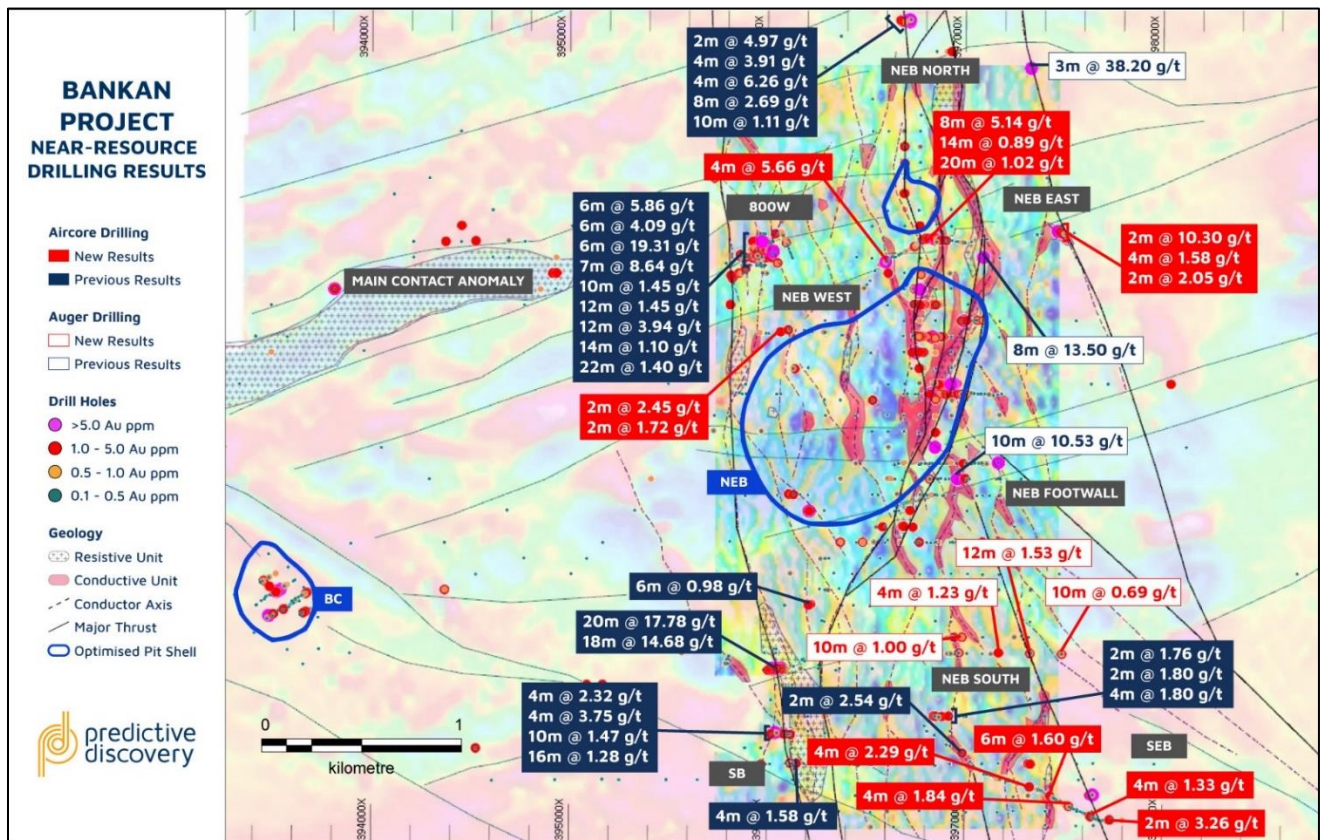 BANKAN
PROJECT
NEAR-RESOURCE
DRILLING RESULTS
Aircore Drilling
New Results
Previous Results
Auger Drilling
New Results
Previous Results
Drill Holes
>5.0 Au ppm
1.0 - 5.0 Au ppm
0.5 - 1.0 Au ppm
0.1 - 0.5 Au ppm
Geology
Resistive Unit
Conductive Unit
Conductor Axis
Major Thrust
Optimised Pit Shell
predictive
discovery
394000X
395000X
397000X
98000X
2m @ 4.97 g/t
4m @ 3.91 g/t
4m @ 6.26 g/t
8m @ 2.69 g/t
10m @ 1.11 g/t
NEB NORTH
3m @ 38.20 g/t
8m @ 5.14 g/t
14m @ 0.89 g/t
20m @ 1.02 g/t
4m @ 5.66 g/t
800W
NEB EAST
6m @ 5.86 g/t
6m @ 4.09 g/t
6m @ 19.31 g/t
7m @ 8.64 g/t
10m @ 1.45 g/t
12m @ 1.45 g/t
12m @ 3.94 g/t
14m @ 1.10 g/t
22m @ 1.40 g/t
2m @ 10.30 g/t
4m @ 1.58 g/t
2m @ 2.05 g/t
MAIN CONTACT ANOMALY
NEB WEST
8m @ 13.50 g/t
2m @ 2.45 g/t
2m @ 1.72 g/t
10m @ 10.53 g/t
NEB
NEB FOOTWALL
12m @ 1.53 g/t
6m @ 0.98 g/t
4m @ 1.23 g/t
10m @ 0.69 g/t
BC
20m @ 17.78 g/t
18m @ 14.68 g/t
10m @ 1.00 g/t
2m @ 1.76 g/t
2m @ 1.80 g/t
4m @ 1.80 g/t
NEB SOUTH
4m @ 2.32 g/t
4m @ 3.75 g/t
10m @ 1.47 g/t
16m @ 1.28 g/t
2m @ 2.54 g/t
6m @ 1.60 g/t
SEB
4m @ 2.29 g/t
SB
4m @ 1.33 g/t
4m @ 1.84 g/t
4m @ 1.58 g/t
2m @ 3.26 g/t
0 1
kilometre
394000X
395000X